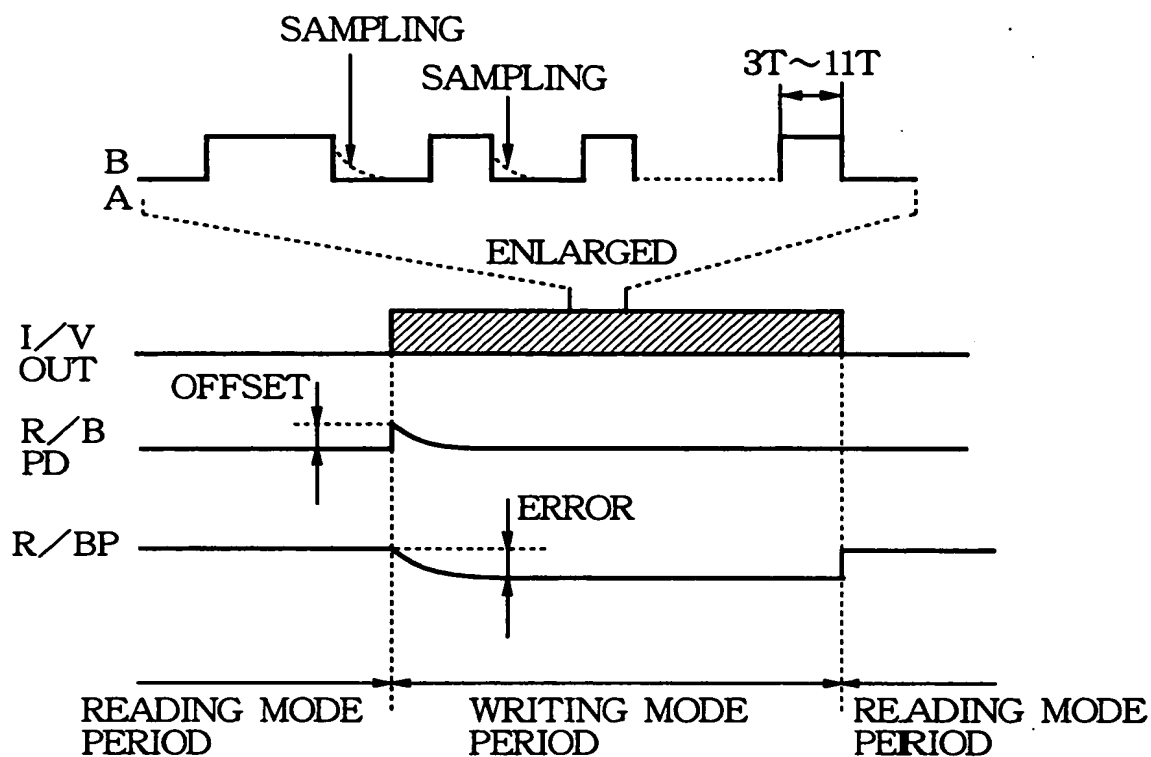 SAMPLING
SAMPLING
3T～11T
B
A
ENLARGED
I/V
OUT
OFFSET
R/B
PD
ERROR
R/BP
READING MODE
PERIOD
WRITING MODE
PERIOD
READING MODE
PERIOD